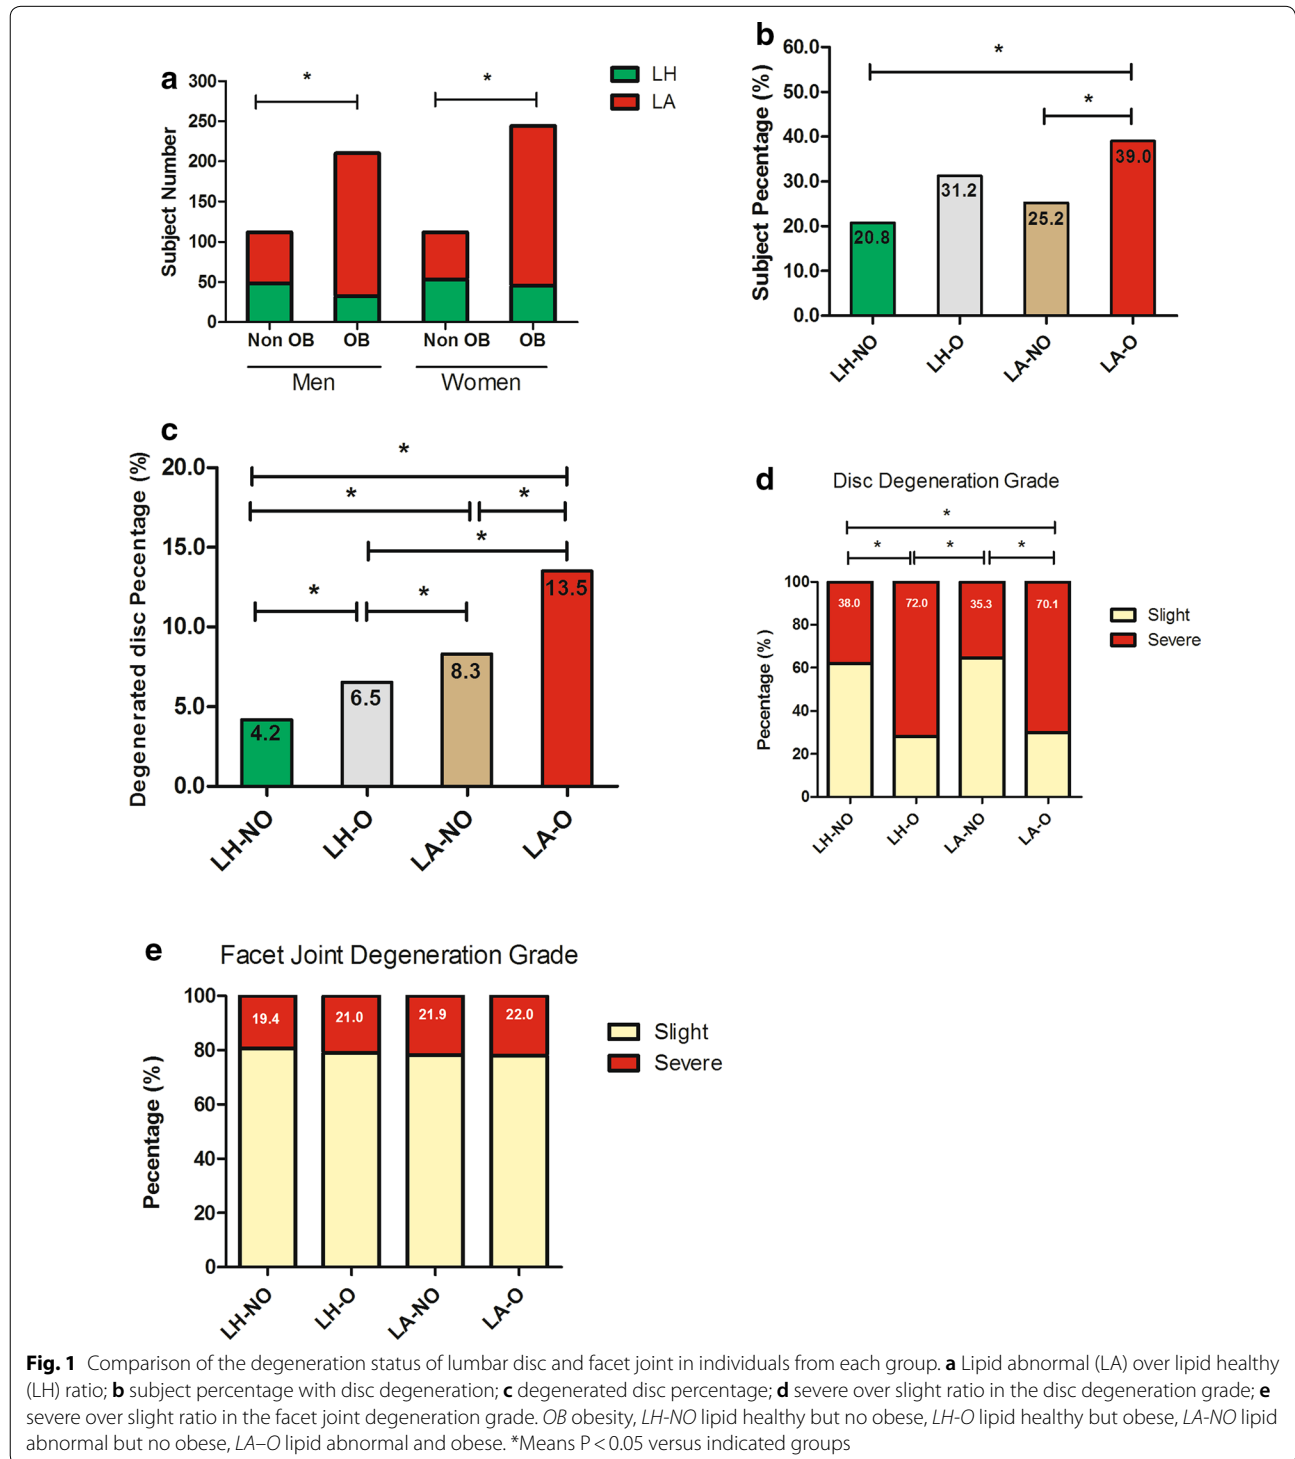 a
300
250
200
150
100
50
0
Subject Number
*
*
LH
LA
Non OB OB Non OB OB
Men Women
b
60.0
50.0
40.0
30.0
20.0
10.0
0.0
Subject Pecentage (%)
*
*
20.8
31.2
25.2
39.0
LH-NO LH-O LA-NO LA-O
c
20.0
15.0
10.0
5.0
0.0
Degenerated disc Pecentage (%)
*
*
*
*
*
*
4.2
6.5
8.3
13.5
LH-NO LH-O LA-NO LA-O
d
Disc Degeneration Grade
*
*
*
*
100
80
60
40
20
0
Pecentage (%)
38.0 72.0 35.3 70.1
Slight
Severe
LH-NO LH-O LA-NO LA-O
e
Facet Joint Degeneration Grade
100
80
60
40
20
0
Pecentage (%)
19.4 21.0 21.9 22.0
Slight
Severe
LH-NO LH-O LA-NO LA-O
Fig. 1 Comparison of the degeneration status of lumbar disc and facet joint in individuals from each group. a Lipid abnormal (LA) over lipid healthy
(LH) ratio; b subject percentage with disc degeneration; c degenerated disc percentage; d severe over slight ratio in the disc degeneration grade; e
severe over slight ratio in the facet joint degeneration grade. OB obesity, LH-NO lipid healthy but no obese, LH-O lipid healthy but obese, LA-NO lipid
abnormal but no obese, LA–O lipid abnormal and obese. *Means P < 0.05 versus indicated groups